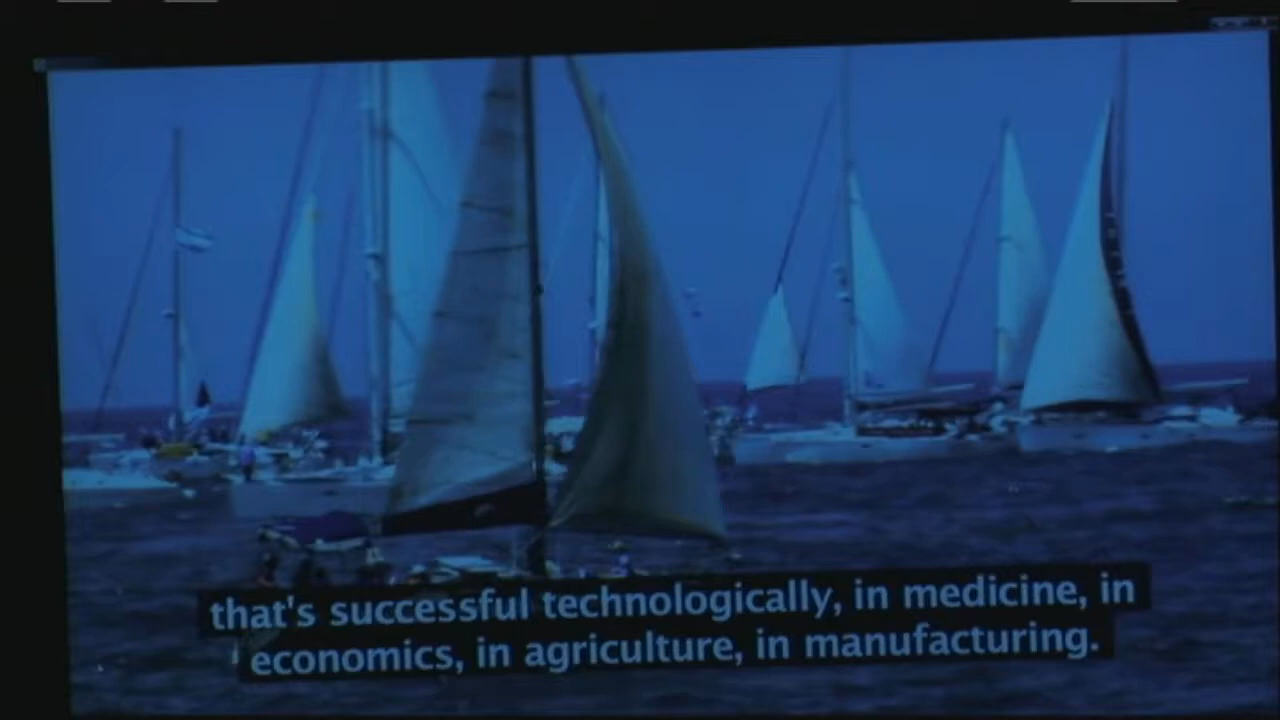 that's successful technologically, in medicine, in
economics, in agriculture, in manufacturing.